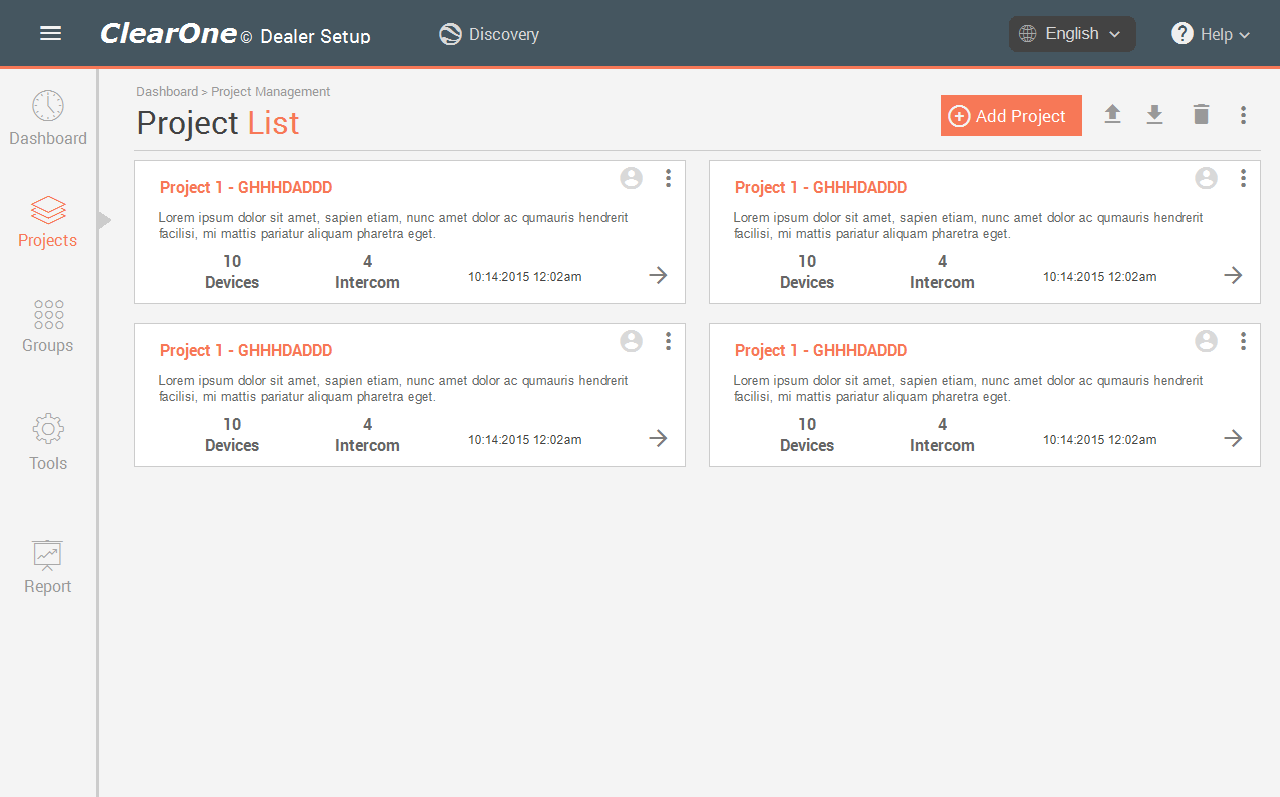 ClearOne© Dealer Setup
Discovery
English
Help
Dashboard
Projects
Groups
Tools
Report
Dashboard > Project Management
Project List
Add Project
Project 1 - GHHHDADDD
Lorem ipsum dolor sit amet, sapien etiam, nunc amet dolor ac qumauris hendrerit
facilisi, mi mattis pariatur aliquam pharetra eget.
10 Devices
4 Intercom
10:14:2015 12:02am
Project 1 - GHHHDADDD
Lorem ipsum dolor sit amet, sapien etiam, nunc amet dolor ac qumauris hendrerit
facilisi, mi mattis pariatur aliquam pharetra eget.
10 Devices
4 Intercom
10:14:2015 12:02am
Project 1 - GHHHDADDD
Lorem ipsum dolor sit amet, sapien etiam, nunc amet dolor ac qumauris hendrerit
facilisi, mi mattis pariatur aliquam pharetra eget.
10 Devices
4 Intercom
10:14:2015 12:02am
Project 1 - GHHHDADDD
Lorem ipsum dolor sit amet, sapien etiam, nunc amet dolor ac qumauris hendrerit
facilisi, mi mattis pariatur aliquam pharetra eget.
10 Devices
4 Intercom
10:14:2015 12:02am